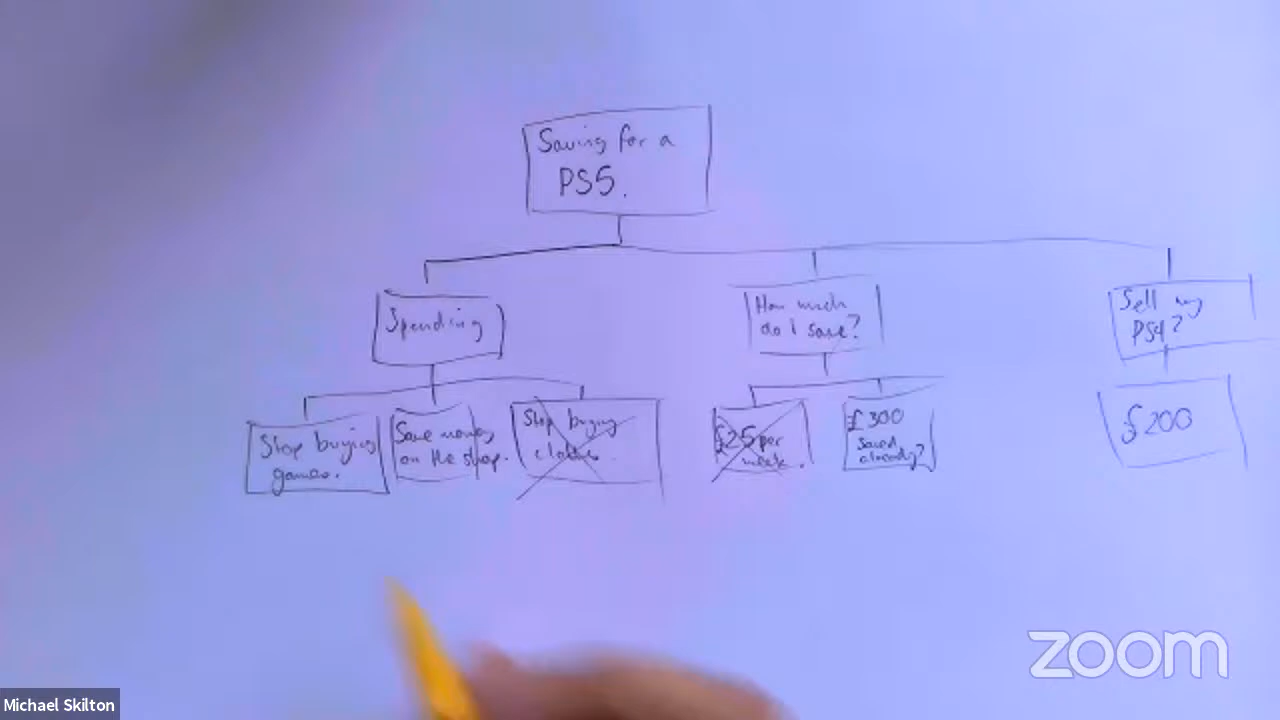 Saving for a
PS5.
Spending
How much
do I save?
Sell my
PS4?
Stop buying
games.
Save money
on the shop.
Stop buying
clothes.
£25 per
week.
£300
saved
already?
£200
zoom
Michael Skilton